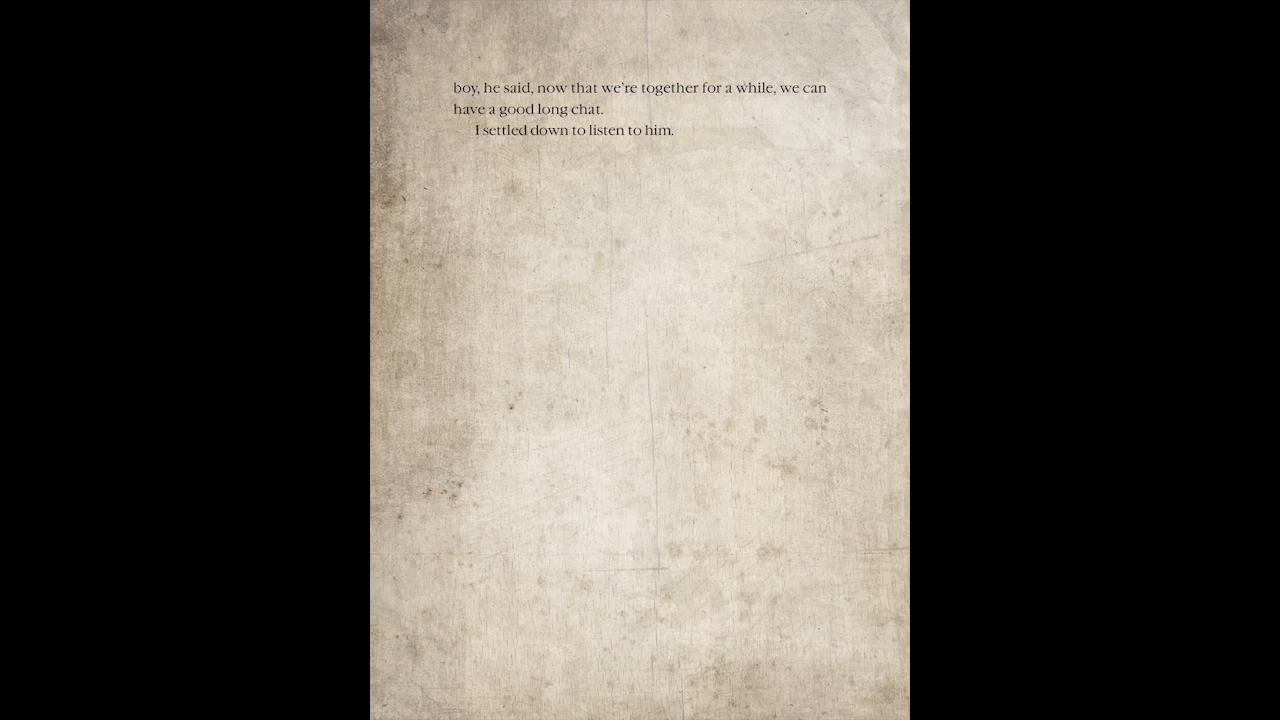 boy, he said, now that we’re together for a while, we can
have a good long chat.
I settled down to listen to him.